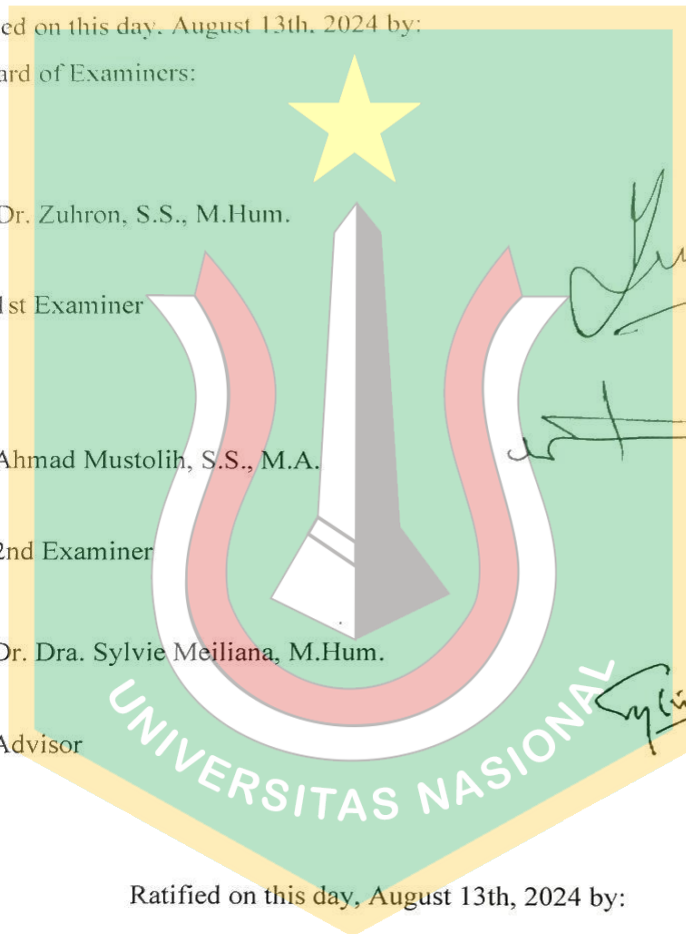 ed on this day, August 13th, 2024 by:
ard of Examiners:
Dr. Zuhron, S.S., M.Hum.
1st Examiner
Ahmad Mustolih, S.S., M.A.
2nd Examiner
Dr. Dra. Sylvie Meiliana, M.Hum.
Advisor
UNIVERSITAS NASIONAL
Ratified on this day, August 13th, 2024 by: